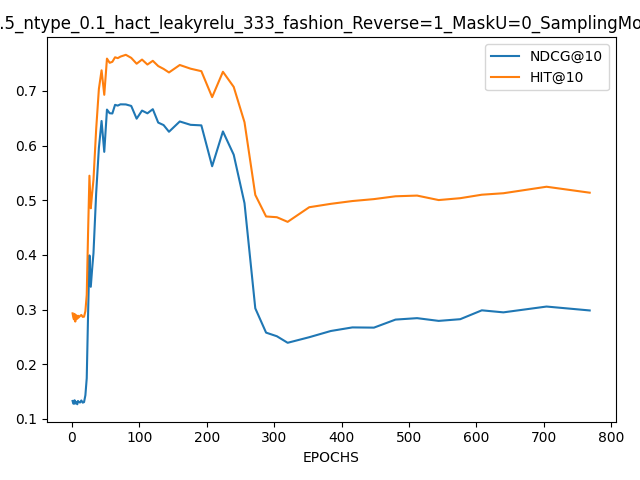 .5_ntype_0.1_hact_leakyrelu_333_fashion_Reverse=1_MaskU=0_SamplingMo
NDCG@10
HIT@10
0.7
0.6
0.5
0.4
0.3
0.2
0.1
0 100 200 300 400 500 600 700 800
EPOCHS